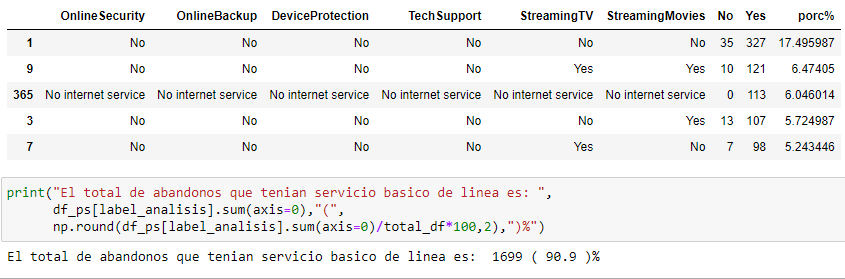 OnlineSecurity OnlineBackup DeviceProtection TechSupport StreamingTV StreamingMovies No Yes porc%
1 No No No No No No 35 327 17.495987
9 No No No No Yes Yes 10 121 6.47405
365 No internet service No internet service No internet service No internet service No internet service No internet service 0 113 6.046014
3 No No No No No Yes 13 107 5.724987
7 No No No No Yes No 7 98 5.243446
print("El total de abandonos que tenian servicio basico de linea es: ",
df_ps[label_analisis].sum(axis=0),"(",
np.round(df_ps[label_analisis].sum(axis=0)/total_df*100,2),")%")
El total de abandonos que tenian servicio basico de linea es:  1699 ( 90.9 )%